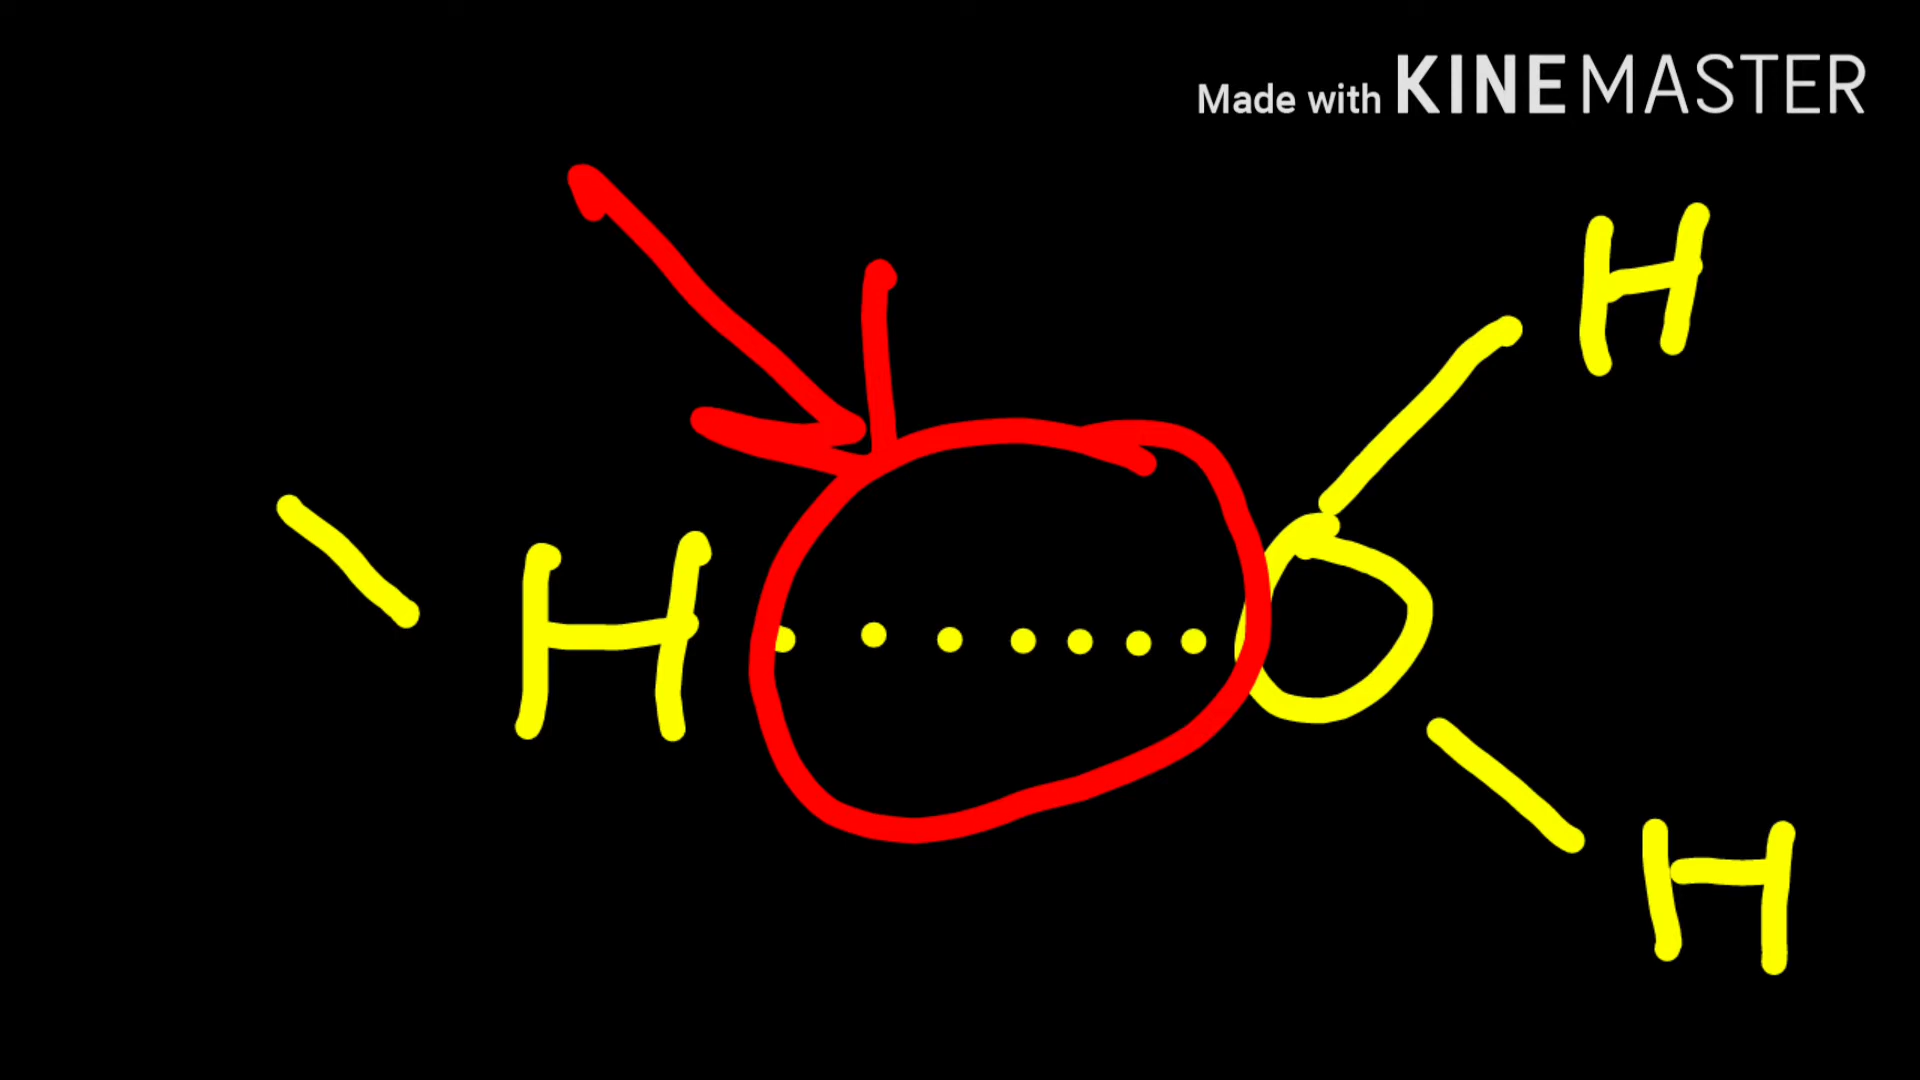 Made with KINEMASTER
H
H.......O
H